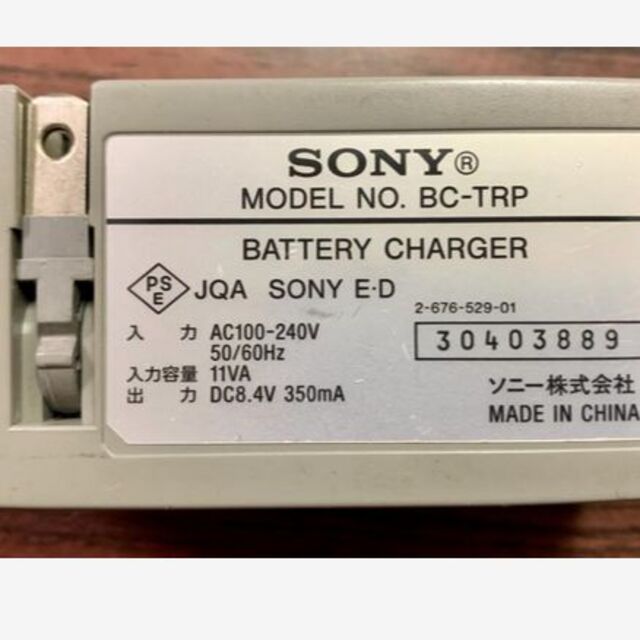 SONY®
MODEL NO. BC-TRP
BATTERY CHARGER
PS
E
JQA SONY E·D
2-676-529-01
入 力 AC100-240V
50/60Hz
30403889
入力容量 11VA
出 力 DC8.4V 350mA
ソニー株式会社
MADE IN CHINA